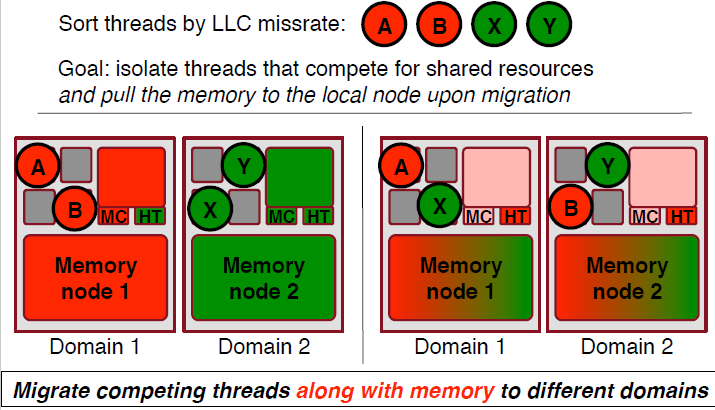 Sort threads by LLC missrate: A B X Y
Goal: isolate threads that compete for shared resources
and pull the memory to the local node upon migration
A
B
MC HT
Memory
node 1
Domain 1
Y
X
MC HT
Memory
node 2
Domain 2
A
X
MC HT
Memory
node 1
Domain 1
Y
B
MC HT
Memory
node 2
Domain 2
Migrate competing threads along with memory to different domains